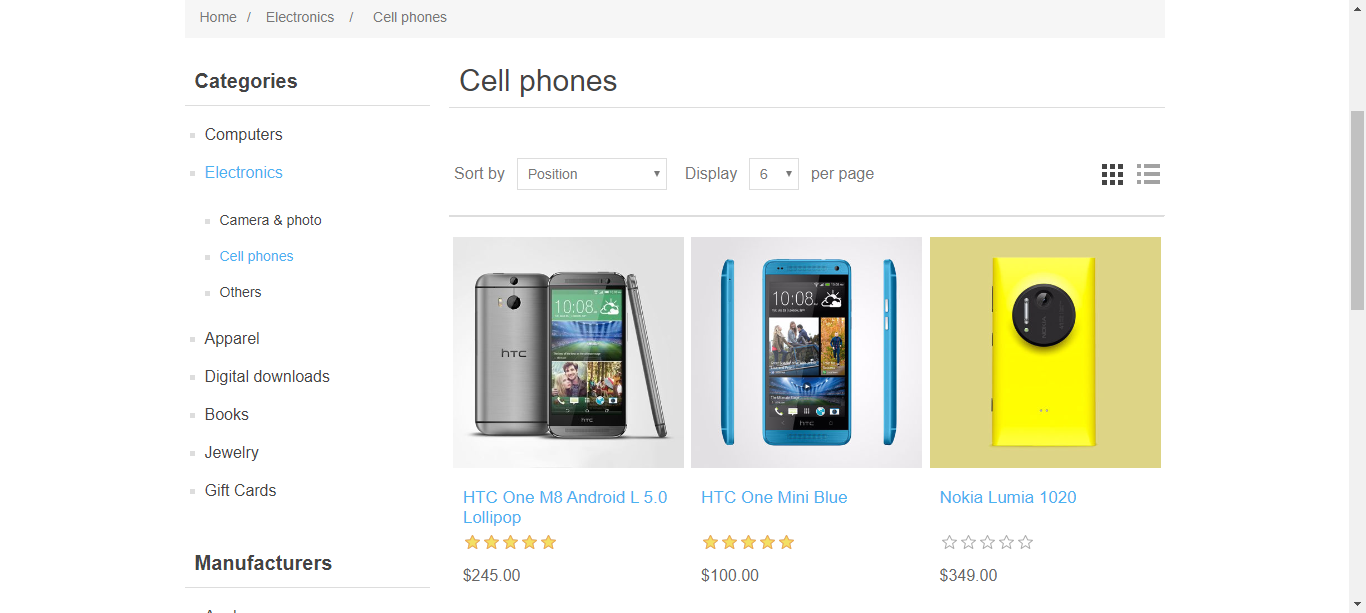 Home / Electronics / Cell phones
Categories
Computers
Electronics
Camera & photo
Cell phones
Others
Apparel
Digital downloads
Books
Jewelry
Gift Cards
Manufacturers
Cell phones
Sort by Position Display 6 per page
10:08
hTC
hTC
10:08
hTC
NOKIA
HTC One M8 Android L 5.0
Lollipop
$245.00
HTC One Mini Blue
$100.00
Nokia Lumia 1020
$349.00